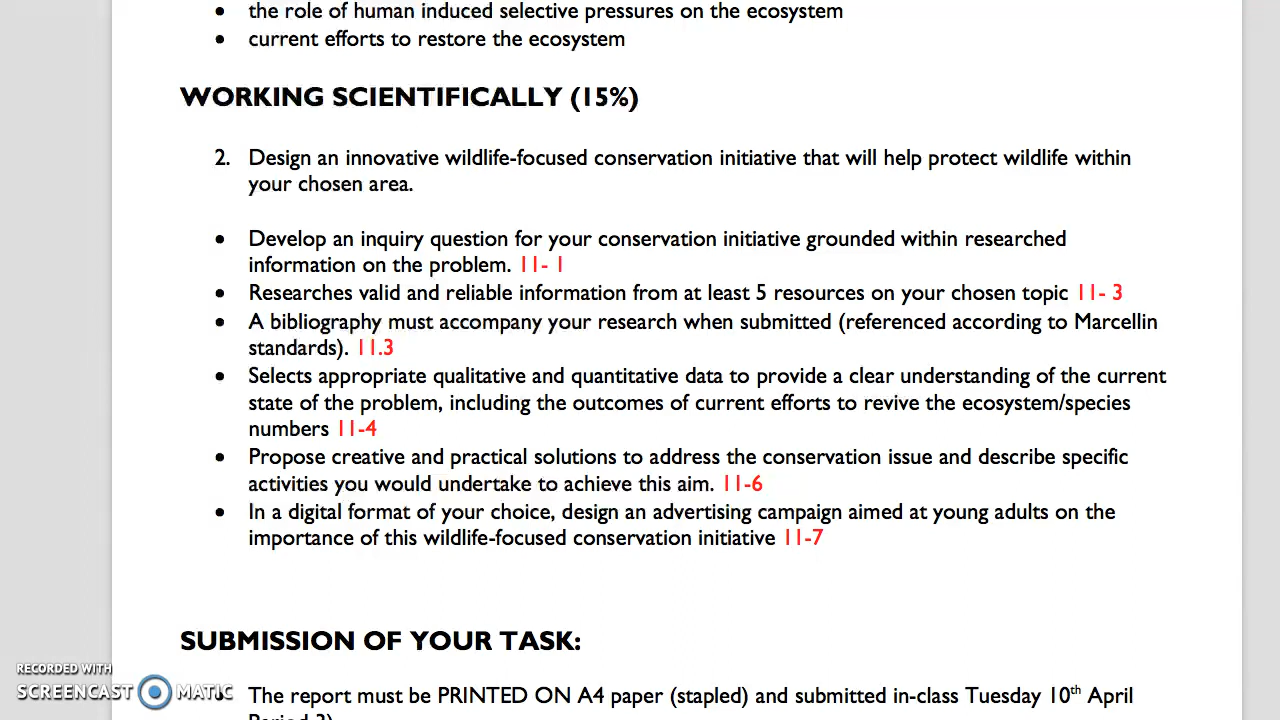 • the role of human induced selective pressures on the ecosystem
• current efforts to restore the ecosystem
WORKING SCIENTIFICALLY (15%)
2. Design an innovative wildlife-focused conservation initiative that will help protect wildlife within
your chosen area.
• Develop an inquiry question for your conservation initiative grounded within researched
information on the problem. 11- 1
• Researches valid and reliable information from at least 5 resources on your chosen topic 11- 3
• A bibliography must accompany your research when submitted (referenced according to Marcellin
standards). 11.3
• Selects appropriate qualitative and quantitative data to provide a clear understanding of the current
state of the problem, including the outcomes of current efforts to revive the ecosystem/species
numbers 11-4
• Propose creative and practical solutions to address the conservation issue and describe specific
activities you would undertake to achieve this aim. 11-6
• In a digital format of your choice, design an advertising campaign aimed at young adults on the
importance of this wildlife-focused conservation initiative 11-7
SUBMISSION OF YOUR TASK:
• The report must be PRINTED ON A4 paper (stapled) and submitted in-class Tuesday 10th April
Period 3)
RECORDED WITH
SCREENCAST MATIC